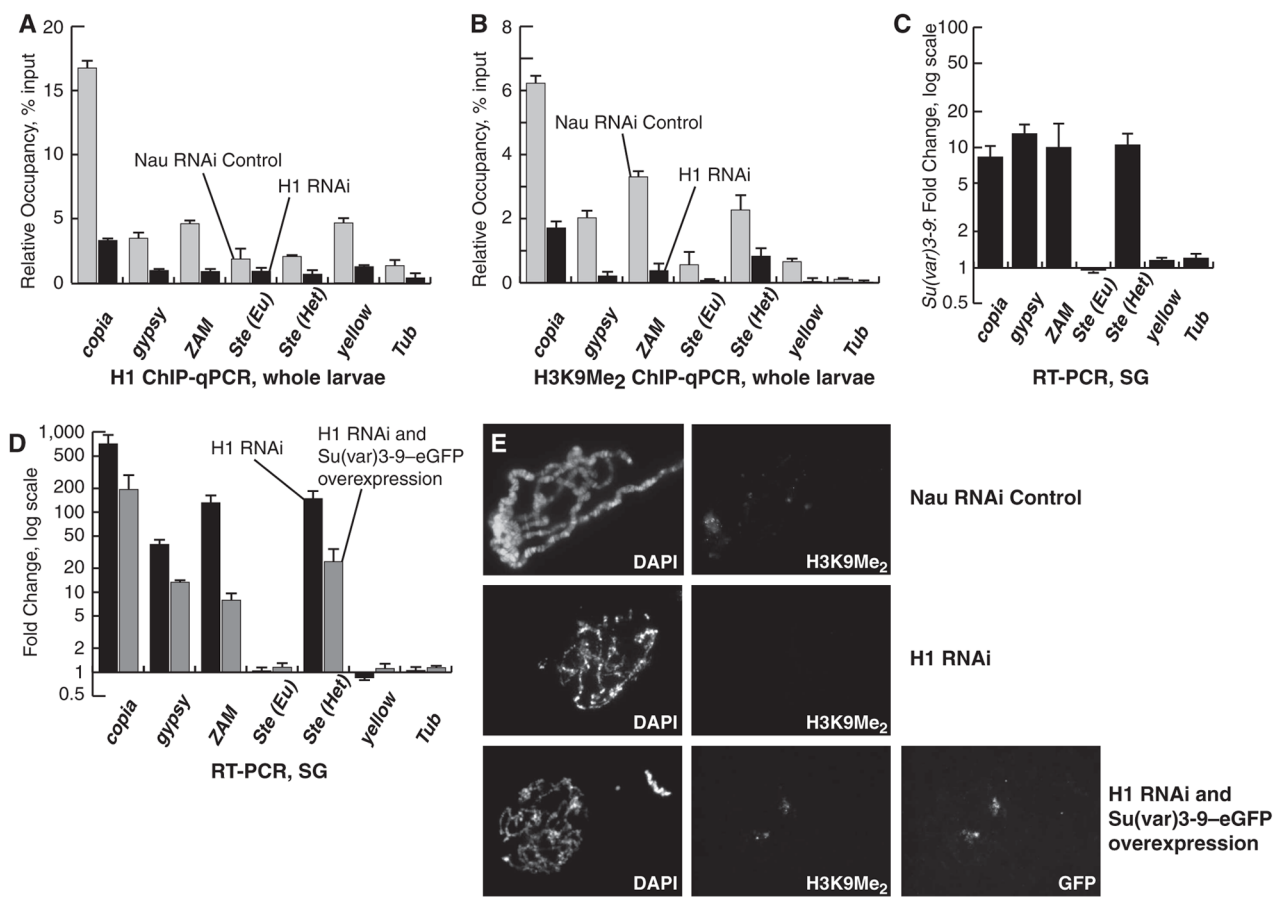 A
Relative Occupancy, % input
20
15
10
5
0
Nau RNAi Control
H1 RNAi
copia
gypsy
ZAM
Ste (Eu)
Ste (Het)
yellow
Tub
H1 ChIP-qPCR, whole larvae
B
Relative Occupancy, % input
8
6
4
2
0
Nau RNAi Control
H1 RNAi
copia
gypsy
ZAM
Ste (Eu)
Ste (Het)
yellow
Tub
H3K9Me2 ChIP-qPCR, whole larvae
C
Su(var)3-9: Fold Change, log scale
100
50
20
10
5
2
1
0.5
copia
gypsy
ZAM
Ste (Eu)
Ste (Het)
yellow
Tub
RT-PCR, SG
D
Fold Change, log scale
1,000
500
200
100
50
20
10
5
2
1
0.5
H1 RNAi
H1 RNAi and
Su(var)3-9–eGFP
overexpression
copia
gypsy
ZAM
Ste (Eu)
Ste (Het)
yellow
Tub
RT-PCR, SG
E
DAPI
H3K9Me2
Nau RNAi Control
DAPI
H3K9Me2
H1 RNAi
DAPI
H3K9Me2
GFP
H1 RNAi and
Su(var)3-9–eGFP
overexpression